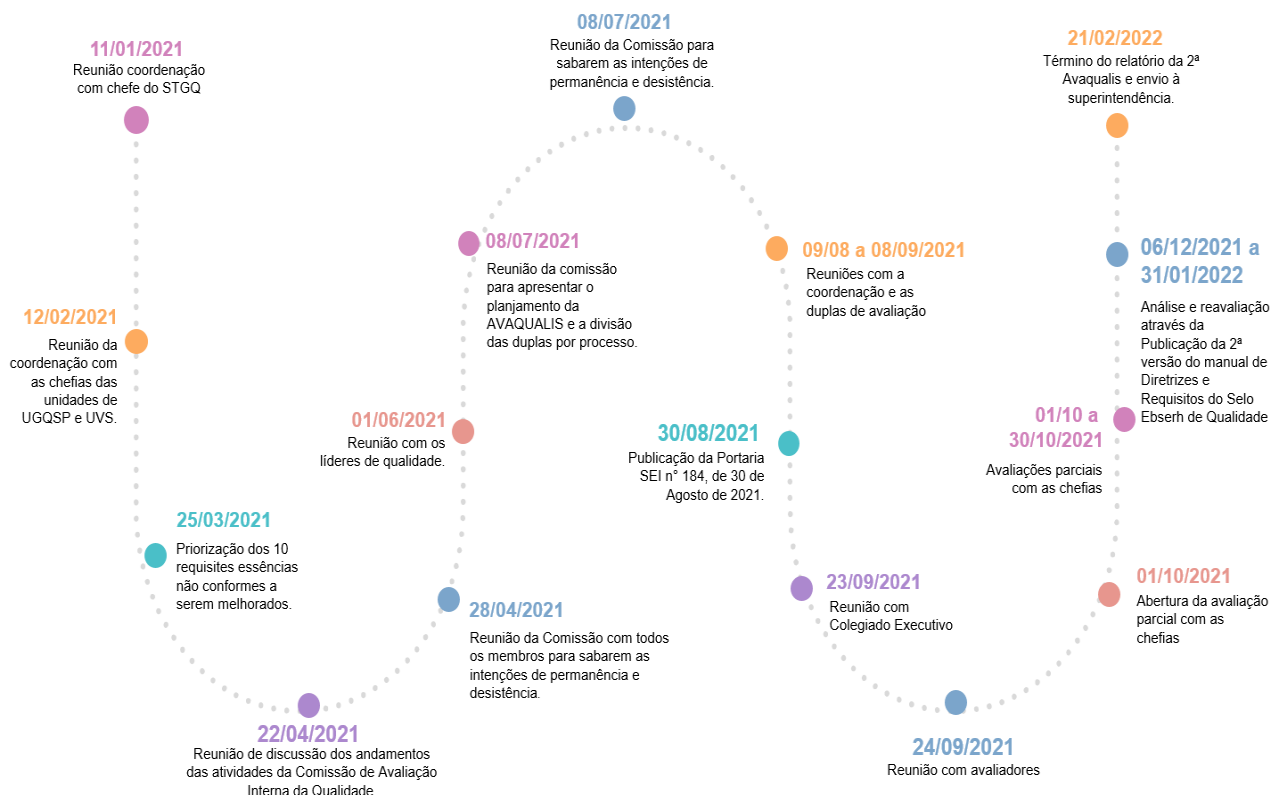 11/01/2021
Reunião coordenação
com chefe do STGQ
12/02/2021
Reunião da
coordenação com
as chefias das
unidades de
UGQSP e UVS.
25/03/2021
Priorização dos 10
requisites essências
não conformes a
serem melhorados.
22/04/2021
Reunião de discussão dos andamentos
das atividades da Comissão de Avaliação
Interna da Qualidade
28/04/2021
Reunião da Comissão com todos
os membros para sabarem as
intenções de permanência e
desistência.
01/06/2021
Reunião com os
líderes de qualidade.
08/07/2021
Reunião da comissão
para apresentar o
planjamento da
AVAQUALIS e a divisão
das duplas por processo.
08/07/2021
Reunião da Comissão para
sabarem as intenções de
permanência e desistência.
09/08 a 08/09/2021
Reuniões com a
coordenação e as
duplas de avaliação
30/08/2021
Publicação da Portaria
SEI n° 184, de 30 de
Agosto de 2021.
23/09/2021
Reunião com
Colegiado Executivo
24/09/2021
Reunião com avaliadores
01/10/2021
Abertura da avaliação
parcial com as
chefias
01/10 a
30/10/2021
Avaliações parciais
com as chefias
06/12/2021 a
31/01/2022
Análise e reavaliação
através da
Publicação da 2ª
versão do manual de
Diretrizes e
Requisitos do Selo
Ebserh de Qualidade
21/02/2022
Término do relatório da 2ª
Avaqualis e envio à
superintendência.